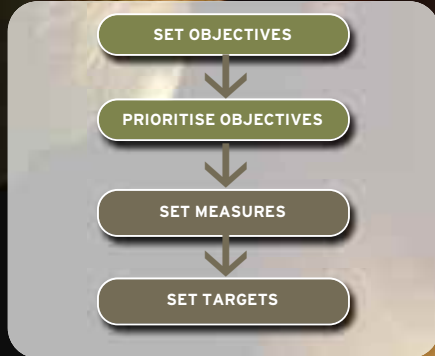 SET OBJECTIVES
PRIORITISE OBJECTIVES
SET MEASURES
SET TARGETS